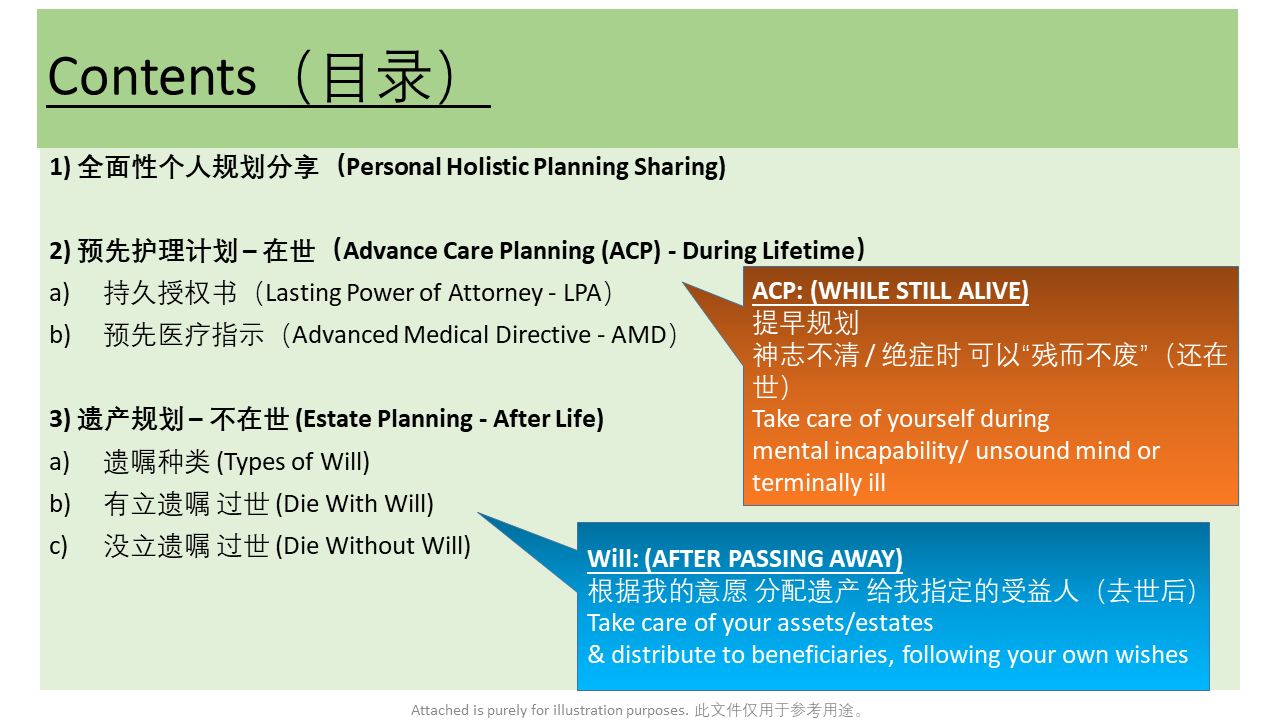 Contents（目录）
1) 全面性个人规划分享（Personal Holistic Planning Sharing)
2) 预先护理计划 – 在世（Advance Care Planning (ACP) - During Lifetime）
a) 持久授权书（Lasting Power of Attorney - LPA）
b) 预先医疗指示（Advanced Medical Directive - AMD）
ACP: (WHILE STILL ALIVE)
提早规划
神志不清 / 绝症时 可以“残而不废”（还在
世）
Take care of yourself during
mental incapability/ unsound mind or
terminally ill
3) 遗产规划 – 不在世 (Estate Planning - After Life)
a) 遗嘱种类 (Types of Will)
b) 有立遗嘱 过世 (Die With Will)
c) 没立遗嘱 过世 (Die Without Will)
Will: (AFTER PASSING AWAY)
根据我的意愿 分配遗产 给我指定的受益人（去世后）
Take care of your assets/estates
& distribute to beneficiaries, following your own wishes
Attached is purely for illustration purposes. 此文件仅用于参考用途。